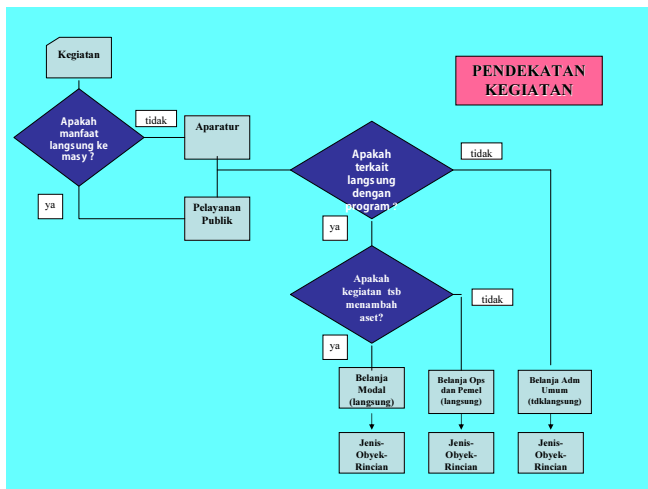 Kegiatan
PENDEKATAN
KEGIATAN
Apakah
manfaat
langsung ke
masy ?
tidak
Aparatur
ya
Pelayanan
Publik
Apakah
terkait
langsung
dengan
program ?
tidak
ya
Apakah
kegiatan tsb
menambah
aset?
tidak
ya
Belanja
Modal
(langsung)
Belanja Ops
dan Pemel
(langsung)
Belanja Adm
Umum
(tdklangsung)
Jenis-
Obyek-
Rincian
Jenis-
Obyek-
Rincian
Jenis-
Obyek-
Rincian